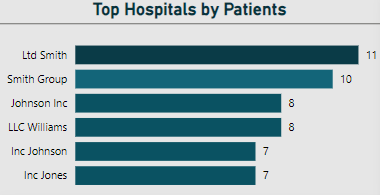 Top Hospitals by Patients
Ltd Smith 11
Smith Group 10
Johnson Inc 8
LLC Williams 8
Inc Johnson 7
Inc Jones 7